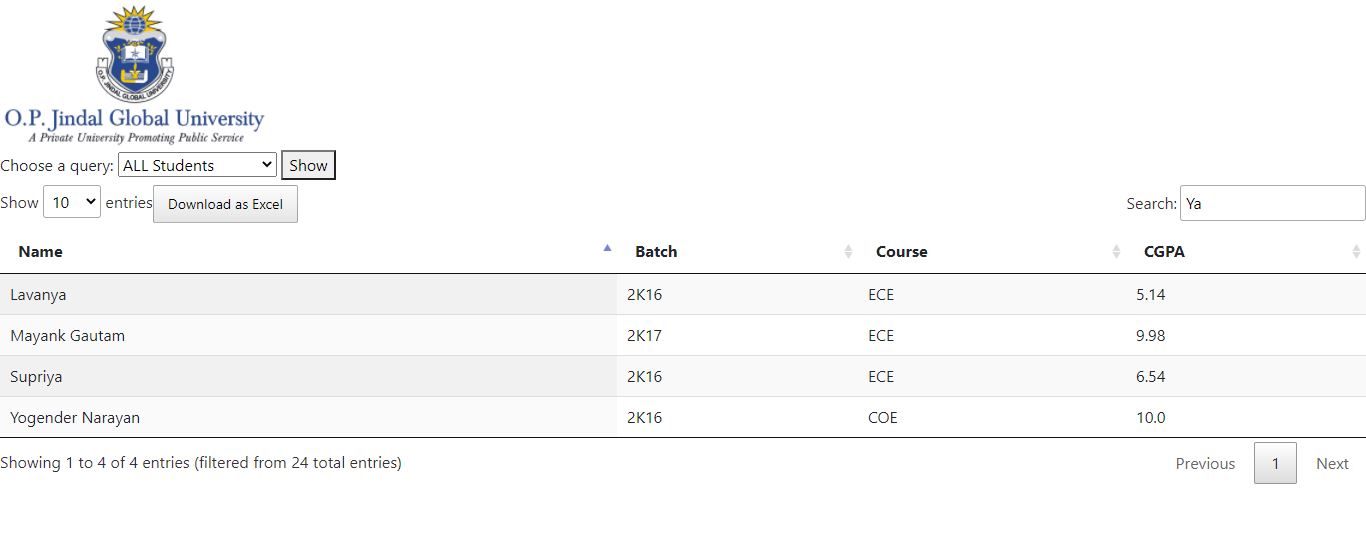 O.P. JINDAL GLOBAL UNIVERSITY
O.P. Jindal Global University
A Private University Promoting Public Service
Choose a query: ALL Students Show
Show 10 entries Download as Excel Search: Ya
Name Batch Course CGPA
Lavanya 2K16 ECE 5.14
Mayank Gautam 2K17 ECE 9.98
Supriya 2K16 ECE 6.54
Yogender Narayan 2K16 COE 10.0
Showing 1 to 4 of 4 entries (filtered from 24 total entries) Previous 1 Next